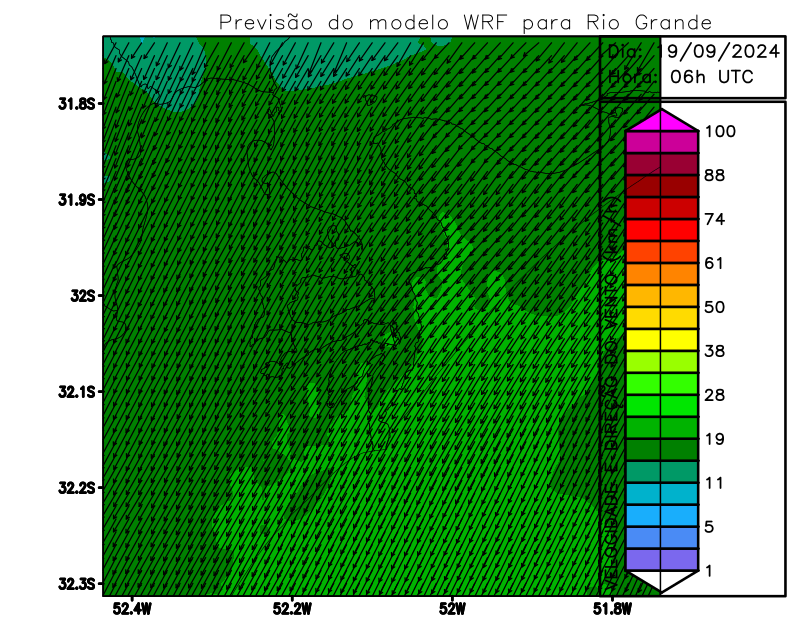 Previsão do modelo WRF para Rio Grande
Dia: 19/09/2024
Hora: 06h UTC
31.8S
31.9S
32S
32.1S
32.2S
32.3S
52.4W
52.2W
52W
51.8W
VELOCIDADE E DIREÇÃO DO VENTO (km/h)
100
88
74
61
50
38
28
19
11
5
1